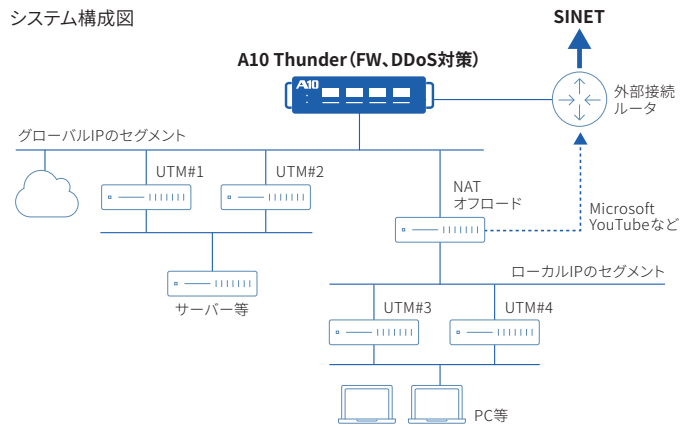 システム構成図
SINET
A10 Thunder（FW、DDoS対策）
A10
外部接続
ルータ
グローバルIPのセグメント
UTM#1
UTM#2
NAT
オフロード
Microsoft
YouTubeなど
ローカルIPのセグメント
サーバー等
UTM#3
UTM#4
PC等